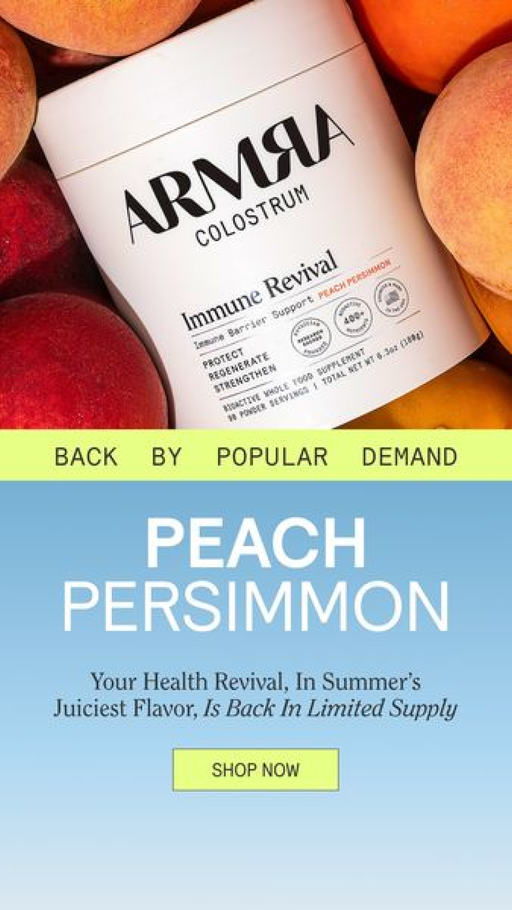 ARMRA
COLOSTRUM
Immune Revival
Immune Barrier Support PEACH PERSIMMON
PROTECT
REGENERATE
STRENGTHEN
RESEARCH
400+
BIOACTIVE WHOLE FOOD SUPPLEMENT
90 POWDER SERVINGS | TOTAL NET WT 6.3oz (180g)
BACK BY POPULAR DEMAND
PEACH
PERSIMMON
Your Health Revival, In Summer’s
Juiciest Flavor, Is Back In Limited Supply
SHOP NOW